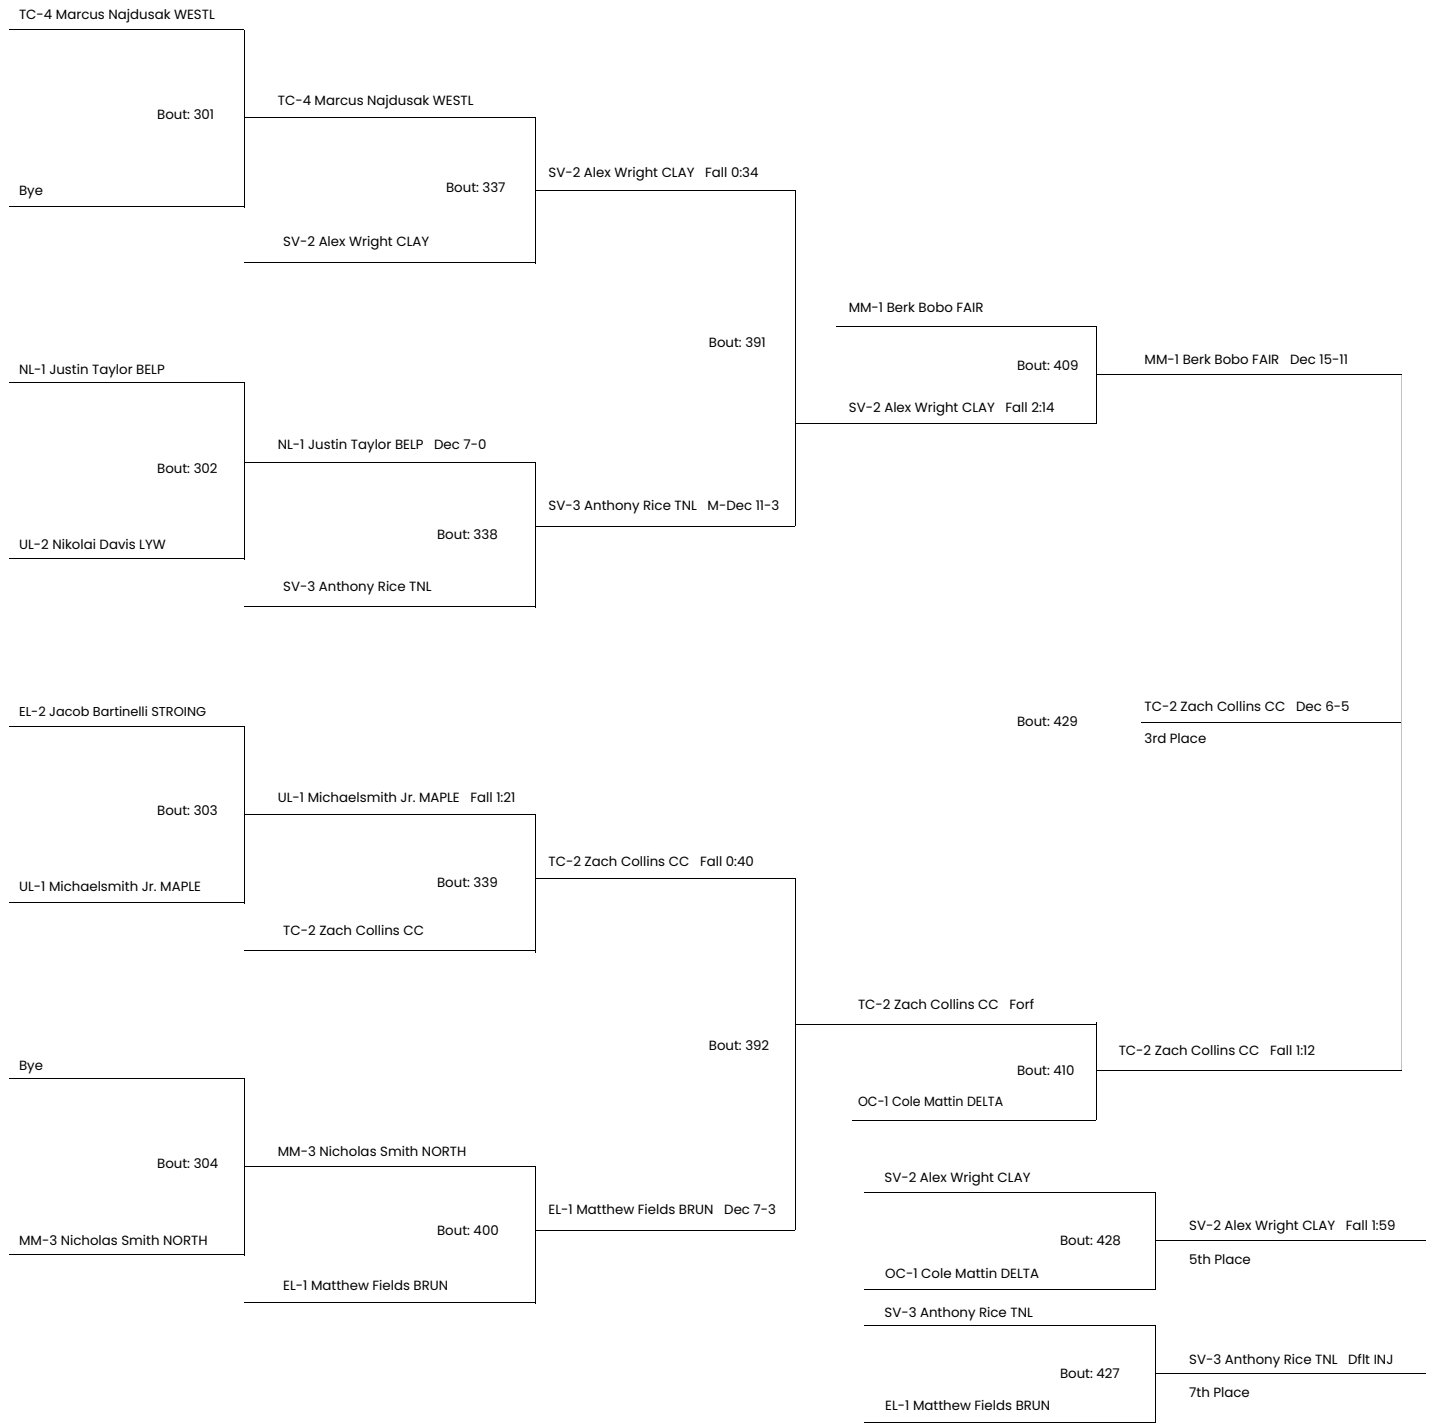 TC-4 Marcus Najdusak WESTL
Bout: 301
Bye
TC-4 Marcus Najdusak WESTL
Bout: 337
SV-2 Alex Wright CLAY
SV-2 Alex Wright CLAY Fall 0:34
NL-1 Justin Taylor BELP
Bout: 302
UL-2 Nikolai Davis LYW
NL-1 Justin Taylor BELP Dec 7-0
Bout: 338
SV-3 Anthony Rice TNL
SV-3 Anthony Rice TNL M-Dec 11-3
Bout: 391
MM-1 Berk Bobo FAIR
Bout: 409
SV-2 Alex Wright CLAY Fall 2:14
MM-1 Berk Bobo FAIR Dec 15-11
EL-2 Jacob Bartinelli STROING
Bout: 303
UL-1 Michaelsmith Jr. MAPLE
UL-1 Michaelsmith Jr. MAPLE Fall 1:21
Bout: 339
TC-2 Zach Collins CC
TC-2 Zach Collins CC Fall 0:40
Bout: 429
TC-2 Zach Collins CC Dec 6-5
3rd Place
Bye
Bout: 304
MM-3 Nicholas Smith NORTH
MM-3 Nicholas Smith NORTH
Bout: 400
EL-1 Matthew Fields BRUN
EL-1 Matthew Fields BRUN Dec 7-3
Bout: 392
TC-2 Zach Collins CC Forf
Bout: 410
OC-1 Cole Mattin DELTA
TC-2 Zach Collins CC Fall 1:12
SV-2 Alex Wright CLAY
Bout: 428
OC-1 Cole Mattin DELTA
SV-2 Alex Wright CLAY Fall 1:59
5th Place
SV-3 Anthony Rice TNL
Bout: 427
EL-1 Matthew Fields BRUN
SV-3 Anthony Rice TNL Dflt INJ
7th Place